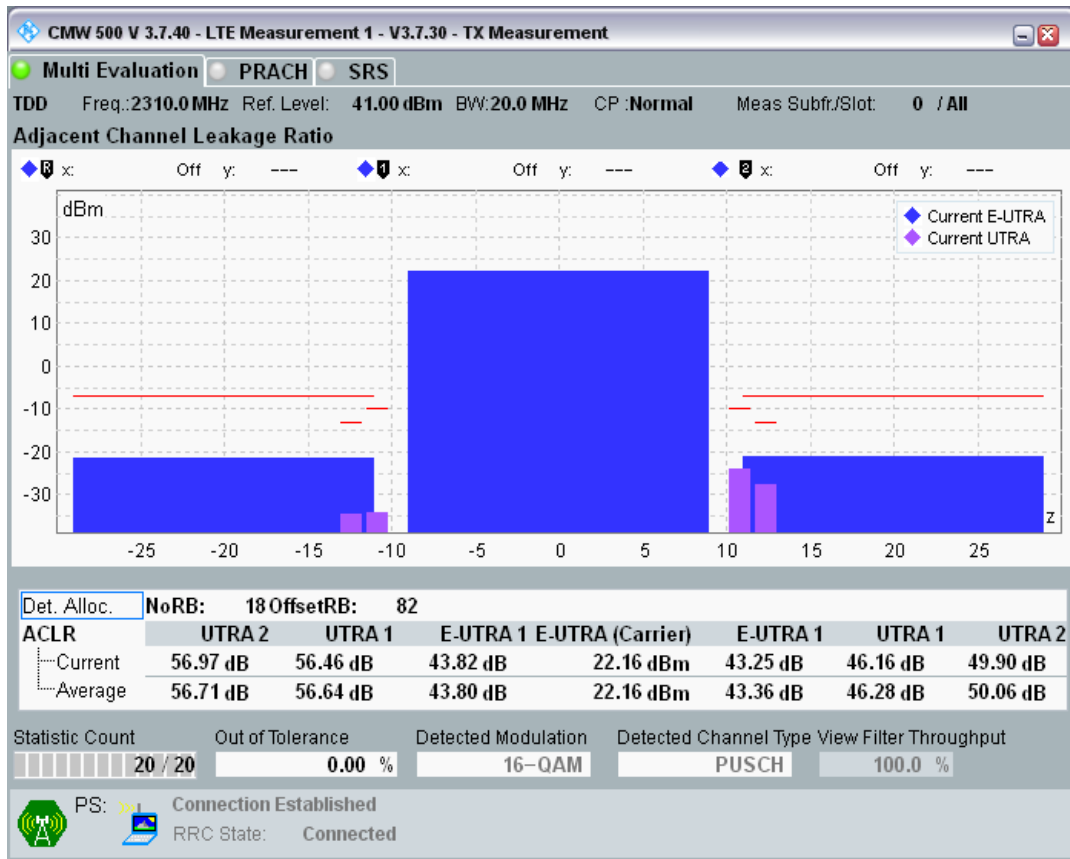 CMW 500 V 3.7.40 - LTE Measurement 1 - V3.7.30 - TX Measurement
Multi Evaluation PRACH SRS
TDD Freq.:2310.0 MHz Ref. Level: 41.00 dBm BW:20.0 MHz CP :Normal Meas Subfr./Slot: 0 / All
Adjacent Channel Leakage Ratio
R x: Off y: --- 1 x: Off y: --- 2 x: Off y: ---
dBm
Current E-UTRA
Current UTRA
30
20
10
0
-10
-20
-30
z
-25 -20 -15 -10 -5 0 5 10 15 20 25
Det. Alloc. NoRB: 18 OffsetRB: 82
ACLR UTRA 2 UTRA 1 E-UTRA 1 E-UTRA (Carrier) E-UTRA 1 UTRA 1 UTRA 2
Current 56.97 dB 56.46 dB 43.82 dB 22.16 dBm 43.25 dB 46.16 dB 49.90 dB
Average 56.71 dB 56.64 dB 43.80 dB 22.16 dBm 43.36 dB 46.28 dB 50.06 dB
Statistic Count Out of Tolerance Detected Modulation Detected Channel Type View Filter Throughput
20 / 20 0.00 % 16-QAM PUSCH 100.0 %
PS: Connection Established
RRC State: Connected